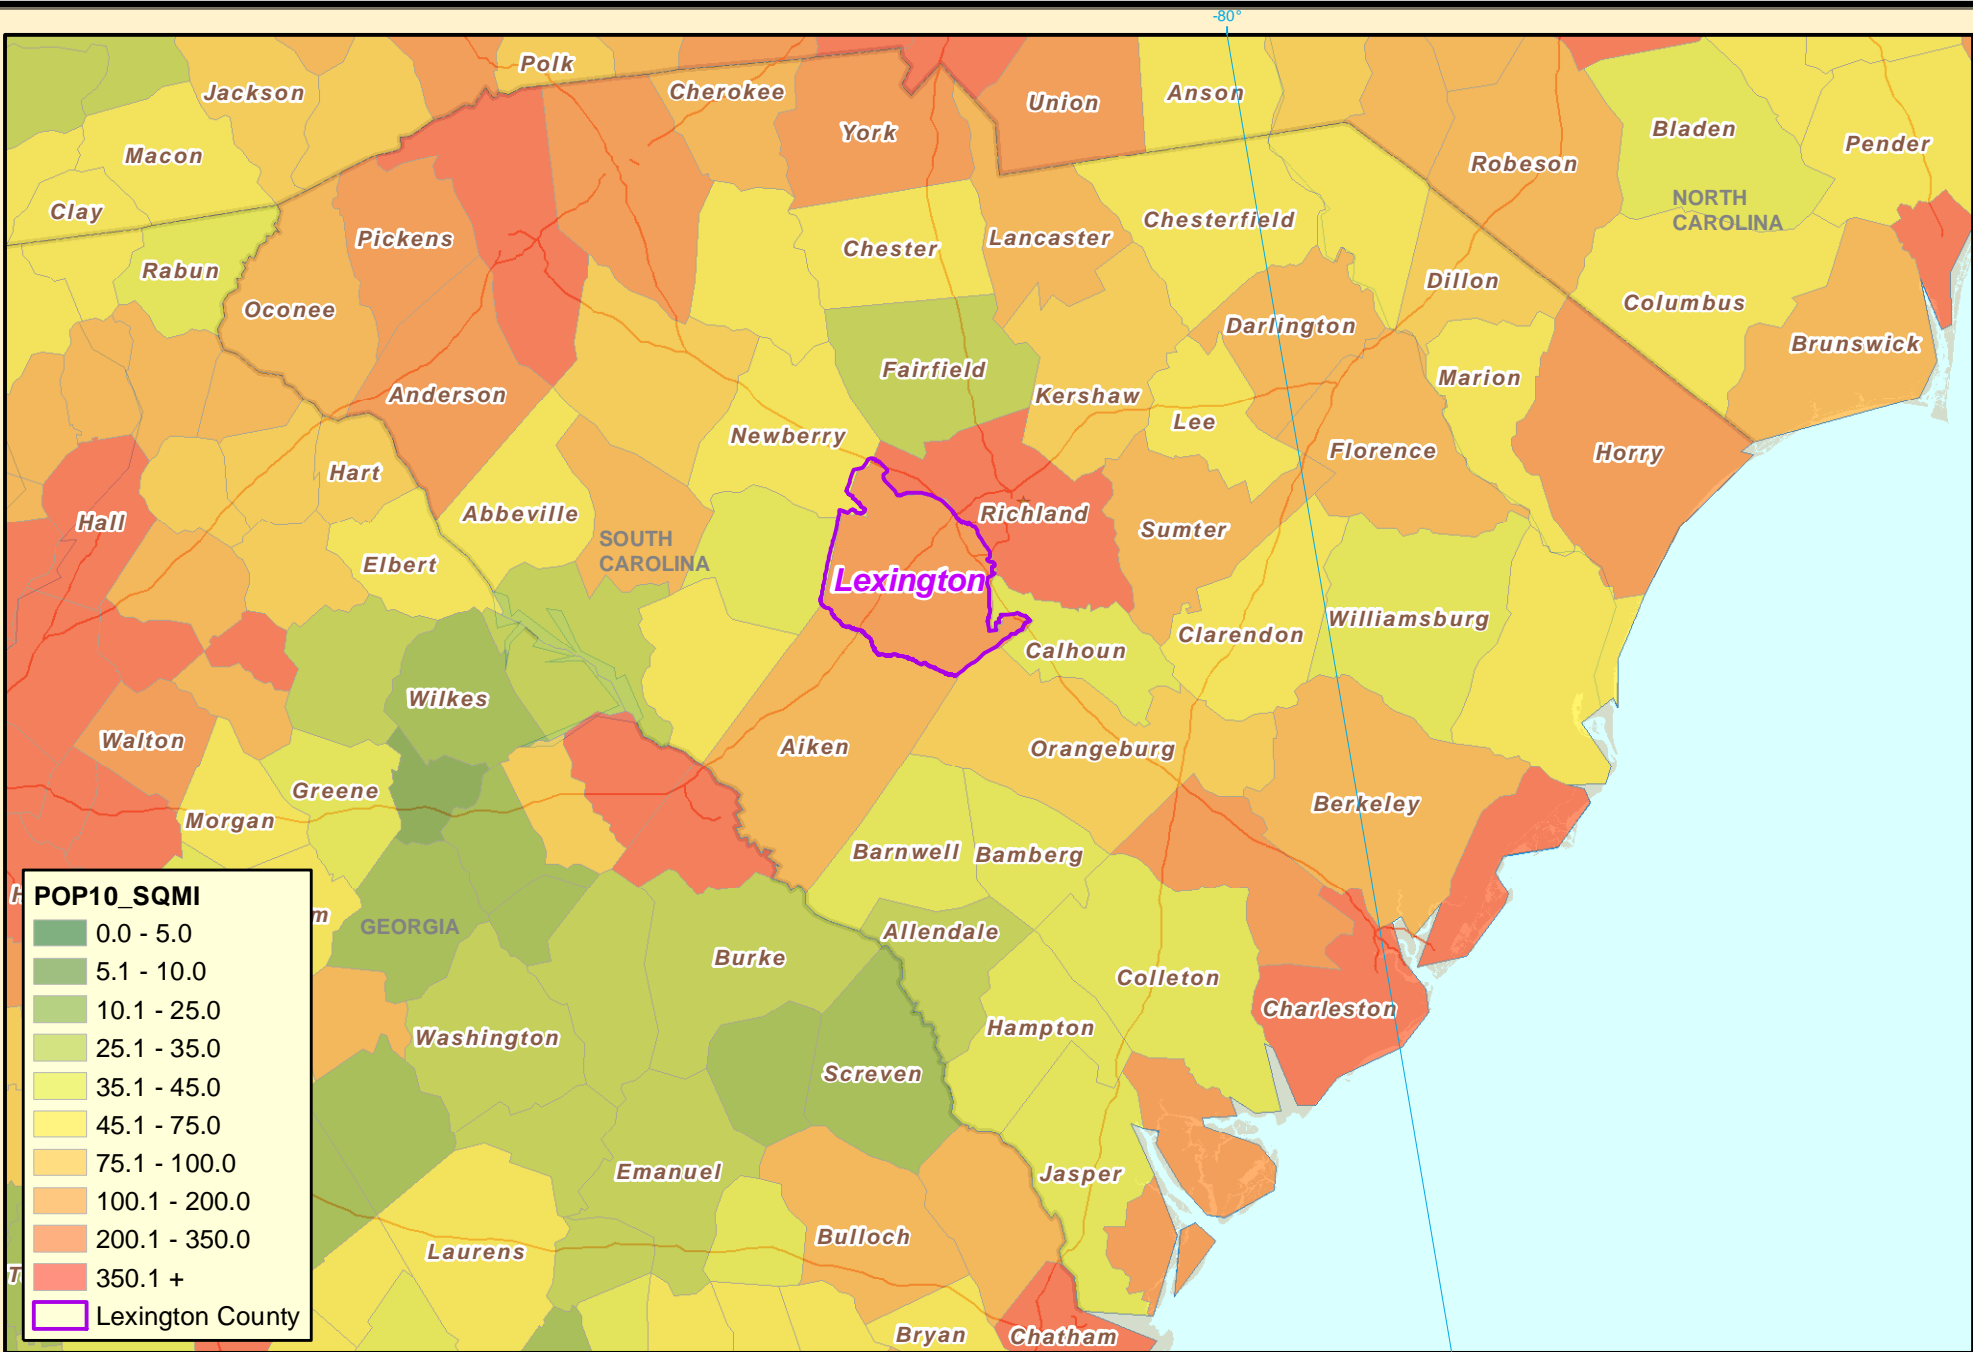 -80°
Polk
Jackson
Cherokee
Union
Anson
York
Bladen
Pender
Macon
Robeson
NORTH
CAROLINA
Clay
Pickens
Chester
Lancaster
Chesterfield
Rabun
Oconee
Dillon
Columbus
Darlington
Brunswick
Fairfield
Marion
Anderson
Kershaw
Lee
Newberry
Florence
Horry
Hart
Hall
Abbeville
Richland
Sumter
SOUTH
CAROLINA
Elbert
Lexington
Williamsburg
Clarendon
Calhoun
Wilkes
Walton
Aiken
Orangeburg
Greene
Berkeley
Morgan
Barnwell
Bamberg
H
m
GEORGIA
Allendale
Burke
Colleton
Charleston
Hampton
Washington
Screven
Emanuel
Jasper
Bulloch
Laurens
T
Bryan
Chatham
POP10_SQMI
0.0 - 5.0
5.1 - 10.0
10.1 - 25.0
25.1 - 35.0
35.1 - 45.0
45.1 - 75.0
75.1 - 100.0
100.1 - 200.0
200.1 - 350.0
350.1 +
Lexington County